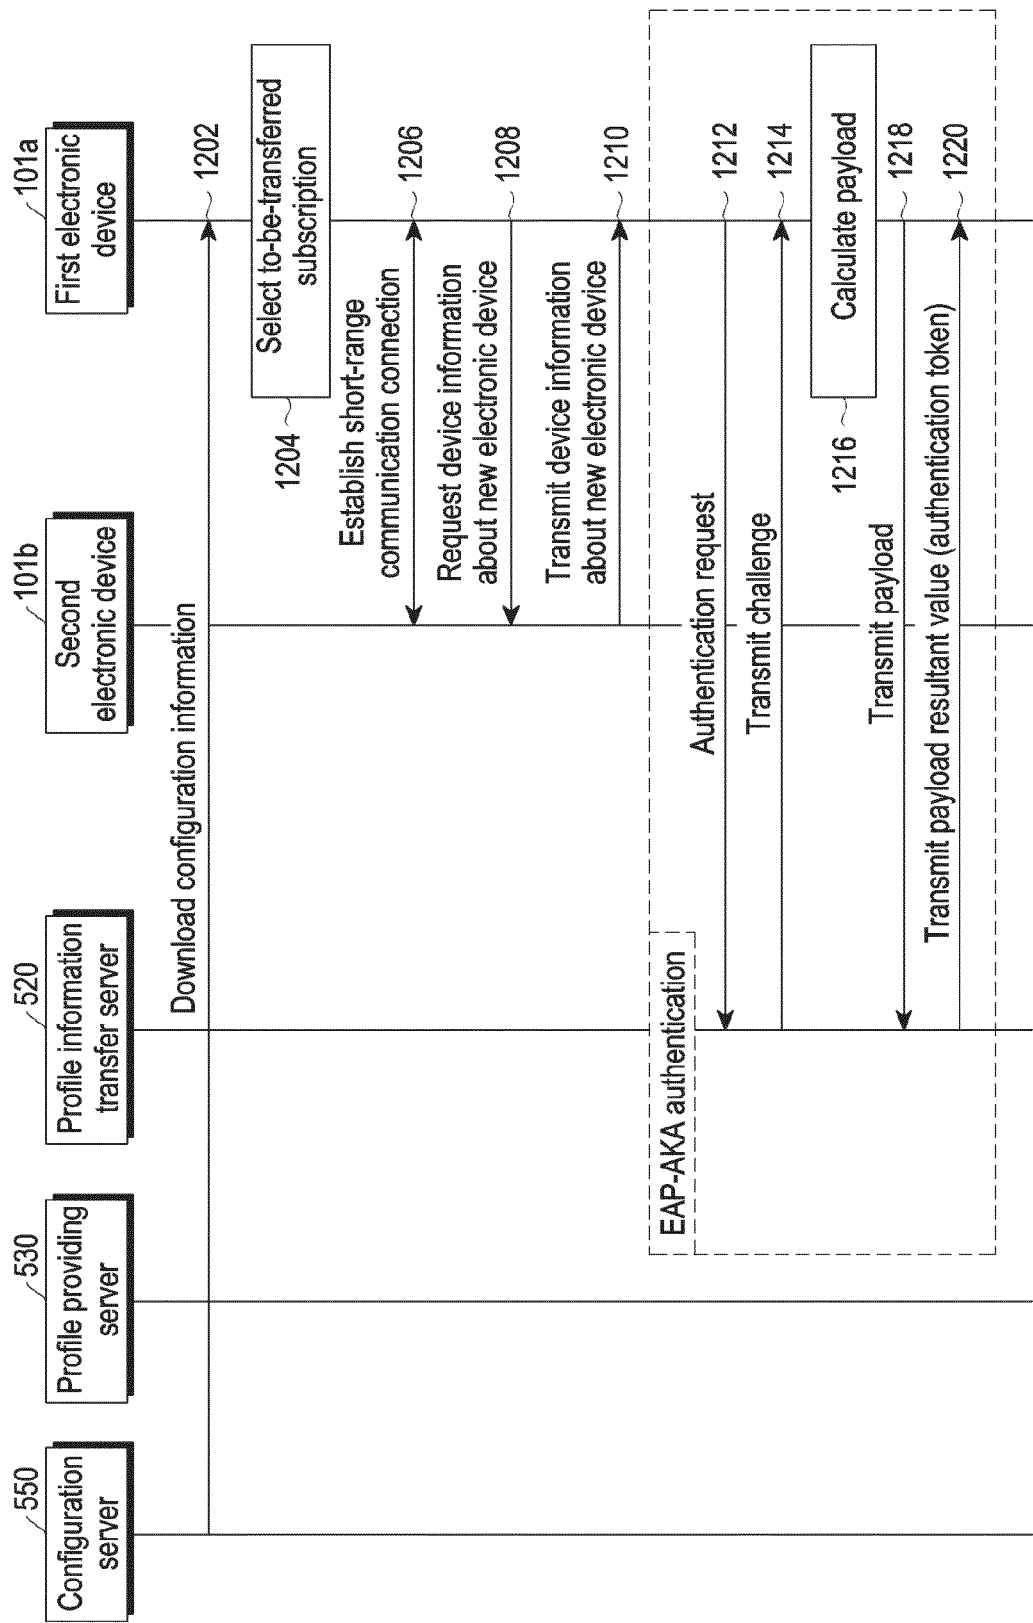 550
Configuration
server
530
Profile providing
server
520
Profile information
transfer server
101b
Second
electronic device
101a
First electronic
device
Download configuration information
1202
Select to-be-transferred
subscription
1204
Establish short-range
communication connection
1206
Request device information
about new electronic device
1208
Transmit device information
about new electronic device
1210
EAP-AKA authentication
Authentication request
1212
Transmit challenge
1214
Calculate payload
1216
Transmit payload
1218
Transmit payload resultant value (authentication token)
1220